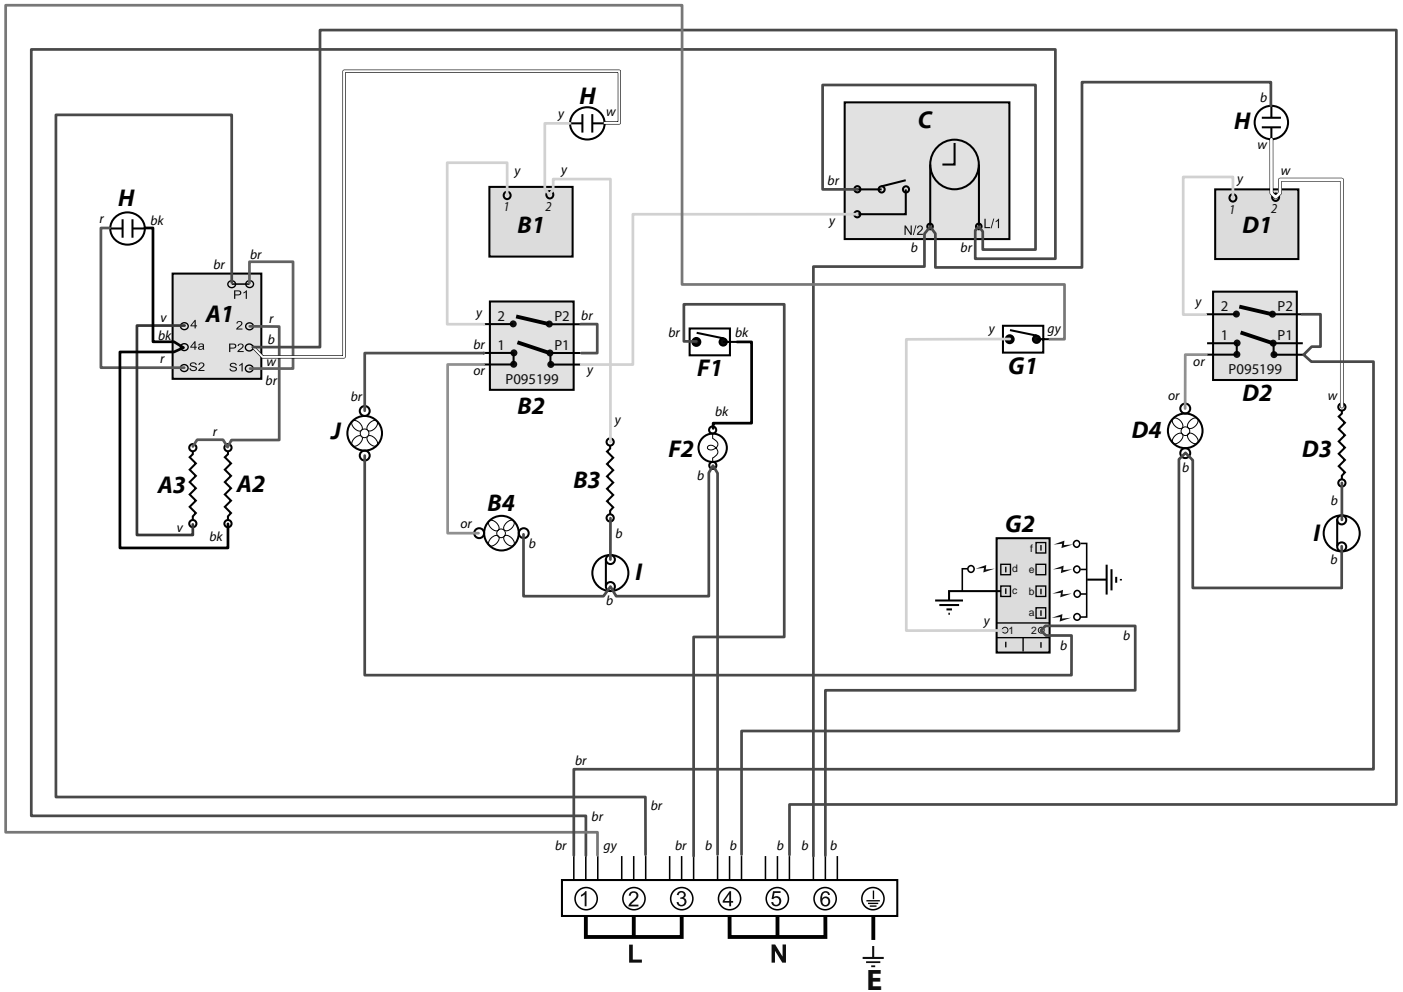 H
y
w
y
y
B1
1
2
C
br
y
N/2
L/1
b
br
b
H
w
w
y
1
2
D1
H
r
bk
br
br
P1
A1
v
4
2
r
bk
4a
P2
b
r
S2
S1
w
br
y
2
P2
br
br
1
P1
or
y
P095199
B2
br
bk
F1
y
gy
G1
y
2
P2
1
P1
or
P095199
D2
br
J
r
A3
A2
v
bk
y
B3
bk
F2
b
or
B4
b
b
I
b
or
D4
b
w
D3
b
I
b
G2
f
d
e
c
b
a
y
1
2
b
b
br
br
br
br
gy
br
b
b
b
b
b
1
2
3
4
5
6
L
N
E